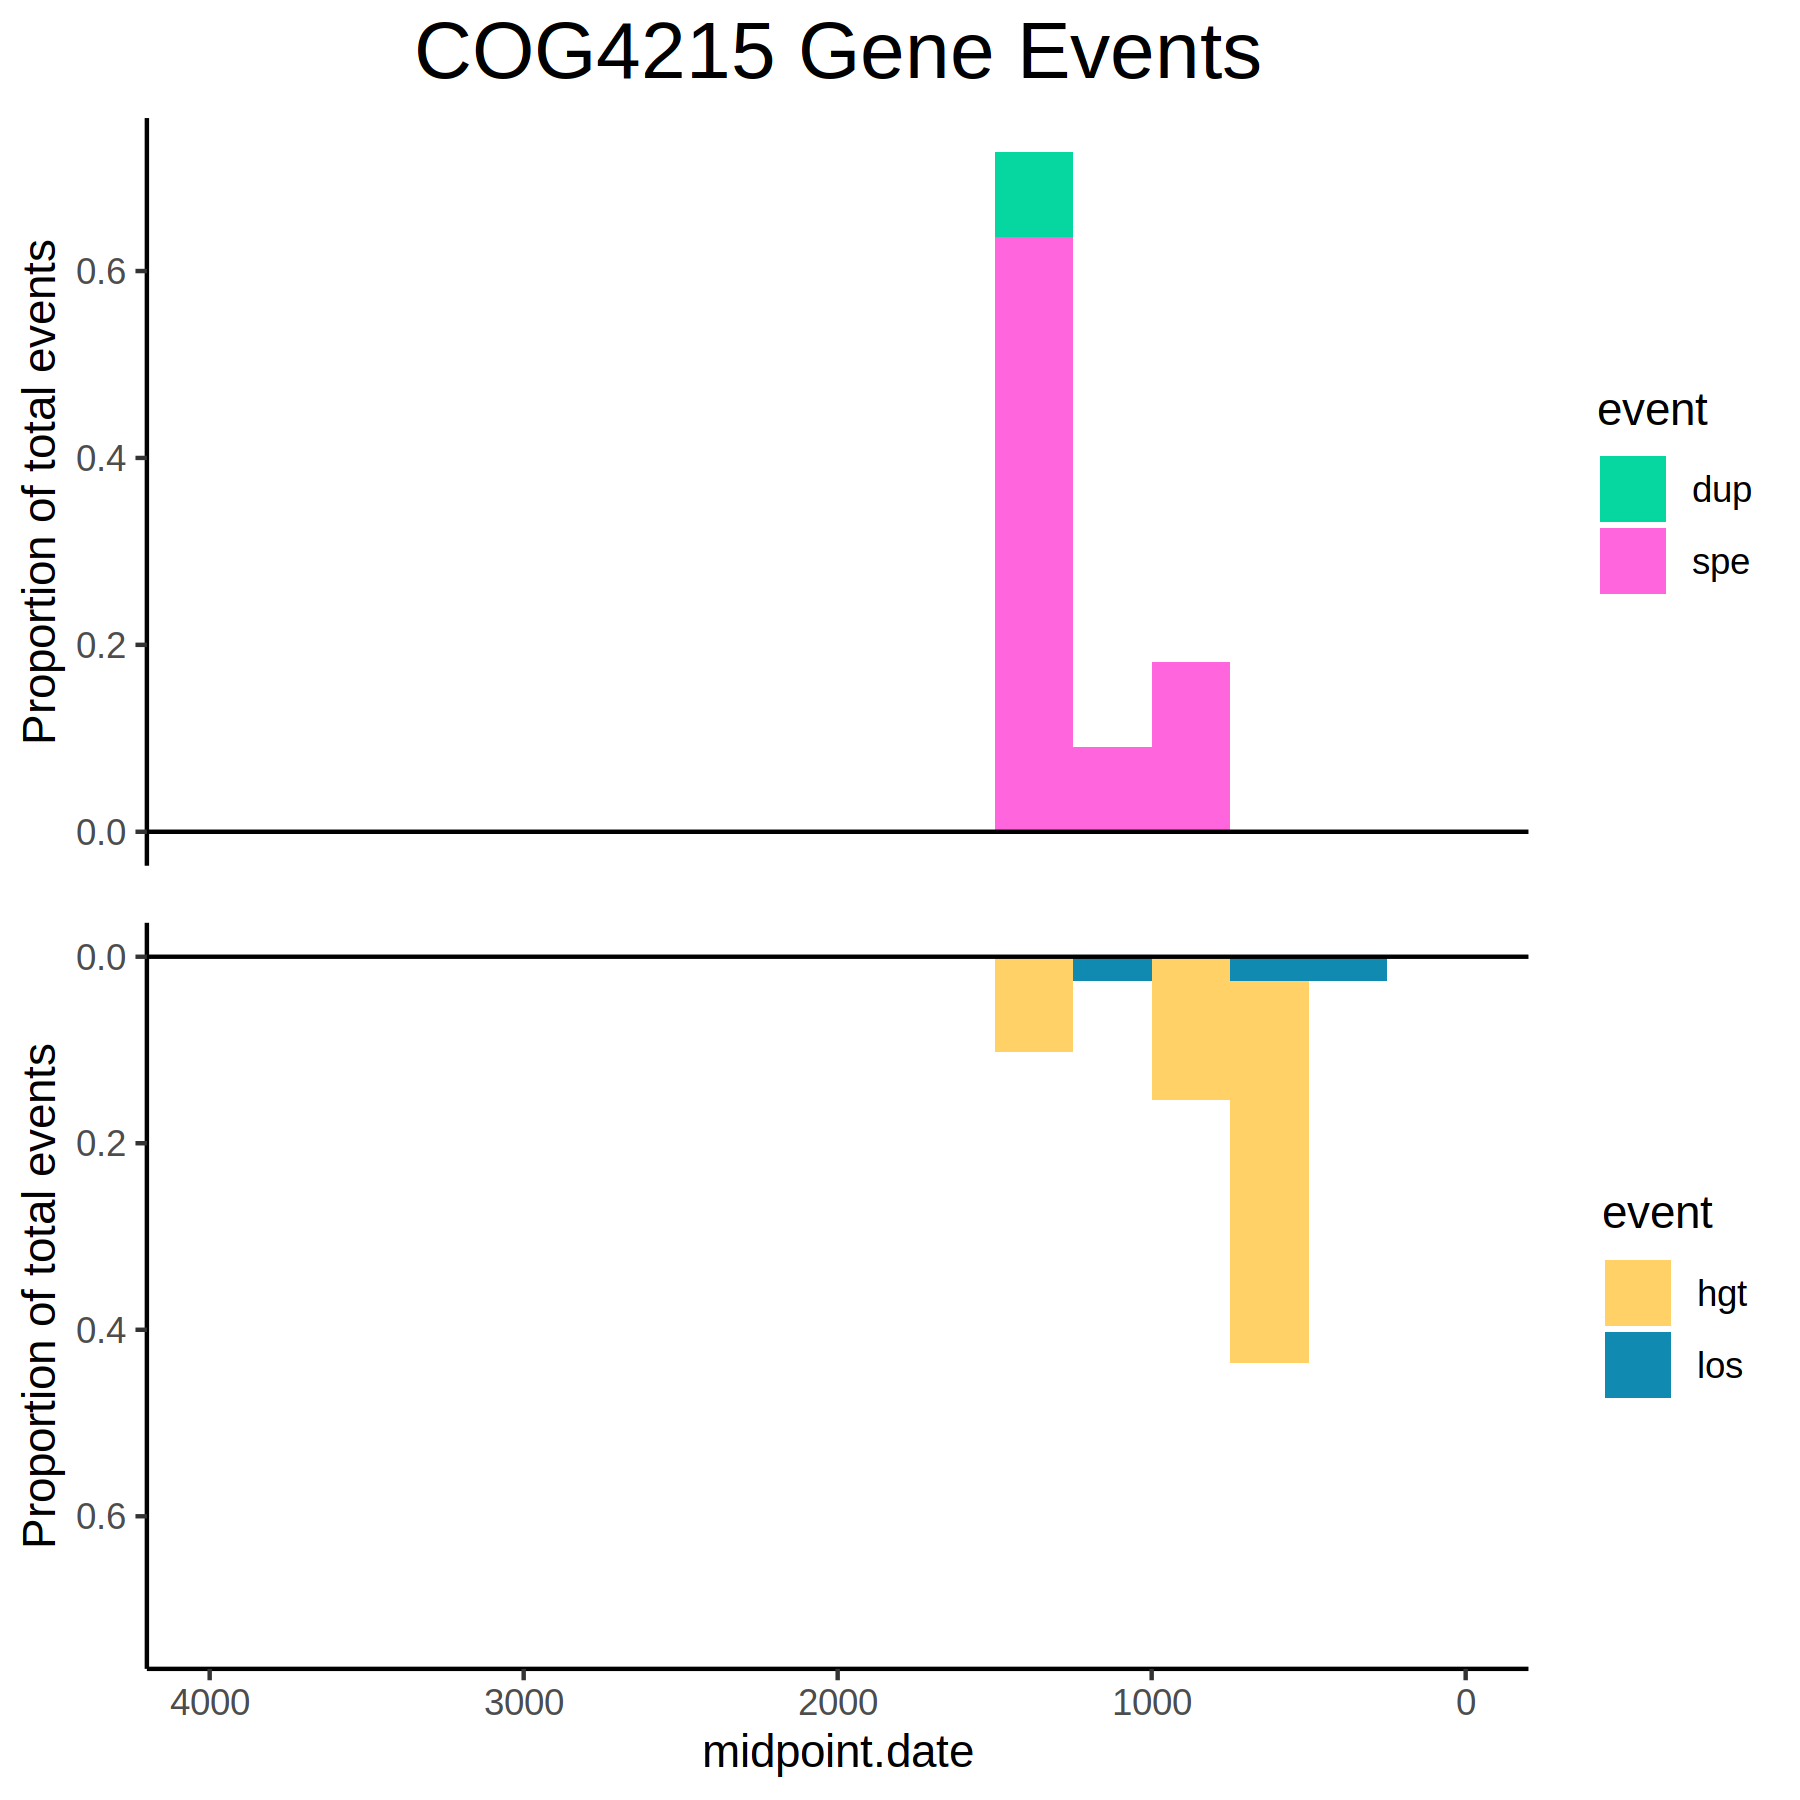 COG4215 Gene Events
Proportion of total events
0.6
0.4
0.2
0.0
event
dup
spe
Proportion of total events
0.0
0.2
0.4
0.6
event
hgt
los
4000 3000 2000 1000 0
midpoint.date